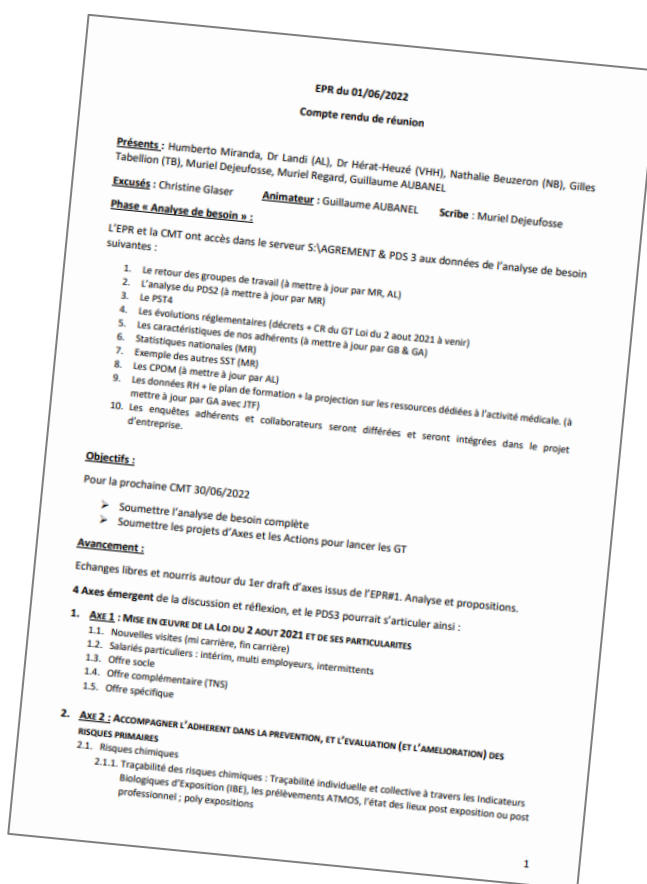 EPR du 01/06/2022
Compte rendu de réunion
Présents : Humberto Miranda, Dr Landi (AL), Dr Hérat-Heuzé (VHH), Nathalie Beuzeron (NB), Gilles
Tabellion (TB), Muriel Dejeufosse, Muriel Regard, Guillaume AUBANEL
Excusés : Christine Glaser Animateur : Guillaume AUBANEL Scribe : Muriel Dejeufosse
Phase « Analyse de besoin » :
L'EPR et la CMT ont accès dans le serveur S:\AGREMENT & PDS 3 aux données de l'analyse de besoin
suivantes :
1. Le retour des groupes de travail (à mettre à jour par MR, AL)
2. L'analyse du PDS2 (à mettre à jour par MR)
3. Le PST4
4. Les évolutions réglementaires (décrets + CR du GT Loi du 2 aout 2021 à venir)
5. Les caractéristiques de nos adhérents (à mettre à jour par GB & GA)
6. Statistiques nationales (MR)
7. Exemple des autres SST (MR)
8. Les CPOM (à mettre à jour par AL)
9. Les données RH + le plan de formation + la projection sur les ressources dédiées à l'activité médicale. (à
mettre à jour par GA avec JTF)
10. Les enquêtes adhérents et collaborateurs seront différées et seront intégrées dans le projet
d'entreprise.
Objectifs :
Pour la prochaine CMT 30/06/2022
➢ Soumettre l'analyse de besoin complète
➢ Soumettre les projets d'Axes et les Actions pour lancer les GT
Avancement :
Echanges libres et nourris autour du 1er draft d'axes issus de l'EPR#1. Analyse et propositions.
4 Axes émergent de la discussion et réflexion, et le PDS3 pourrait s'articuler ainsi :
1. AXE 1 : MISE EN ŒUVRE DE LA LOI DU 2 AOUT 2021 ET DE SES PARTICULARITES
1.1. Nouvelles visites (mi carrière, fin carrière)
1.2. Salariés particuliers : intérim, multi employeurs, intermittents
1.3. Offre socle
1.4. Offre complémentaire (TNS)
1.5. Offre spécifique
2. AXE 2 : ACCOMPAGNER L'ADHERENT DANS LA PREVENTION, ET L'EVALUATION (ET L'AMELIORATION) DES
RISQUES PRIMAIRES
2.1. Risques chimiques
2.1.1. Traçabilité des risques chimiques : Traçabilité individuelle et collective à travers les Indicateurs
Biologiques d'Exposition (IBE), les prélèvements ATMOS, l'état des lieux post exposition ou post
professionnel ; poly expositions
1